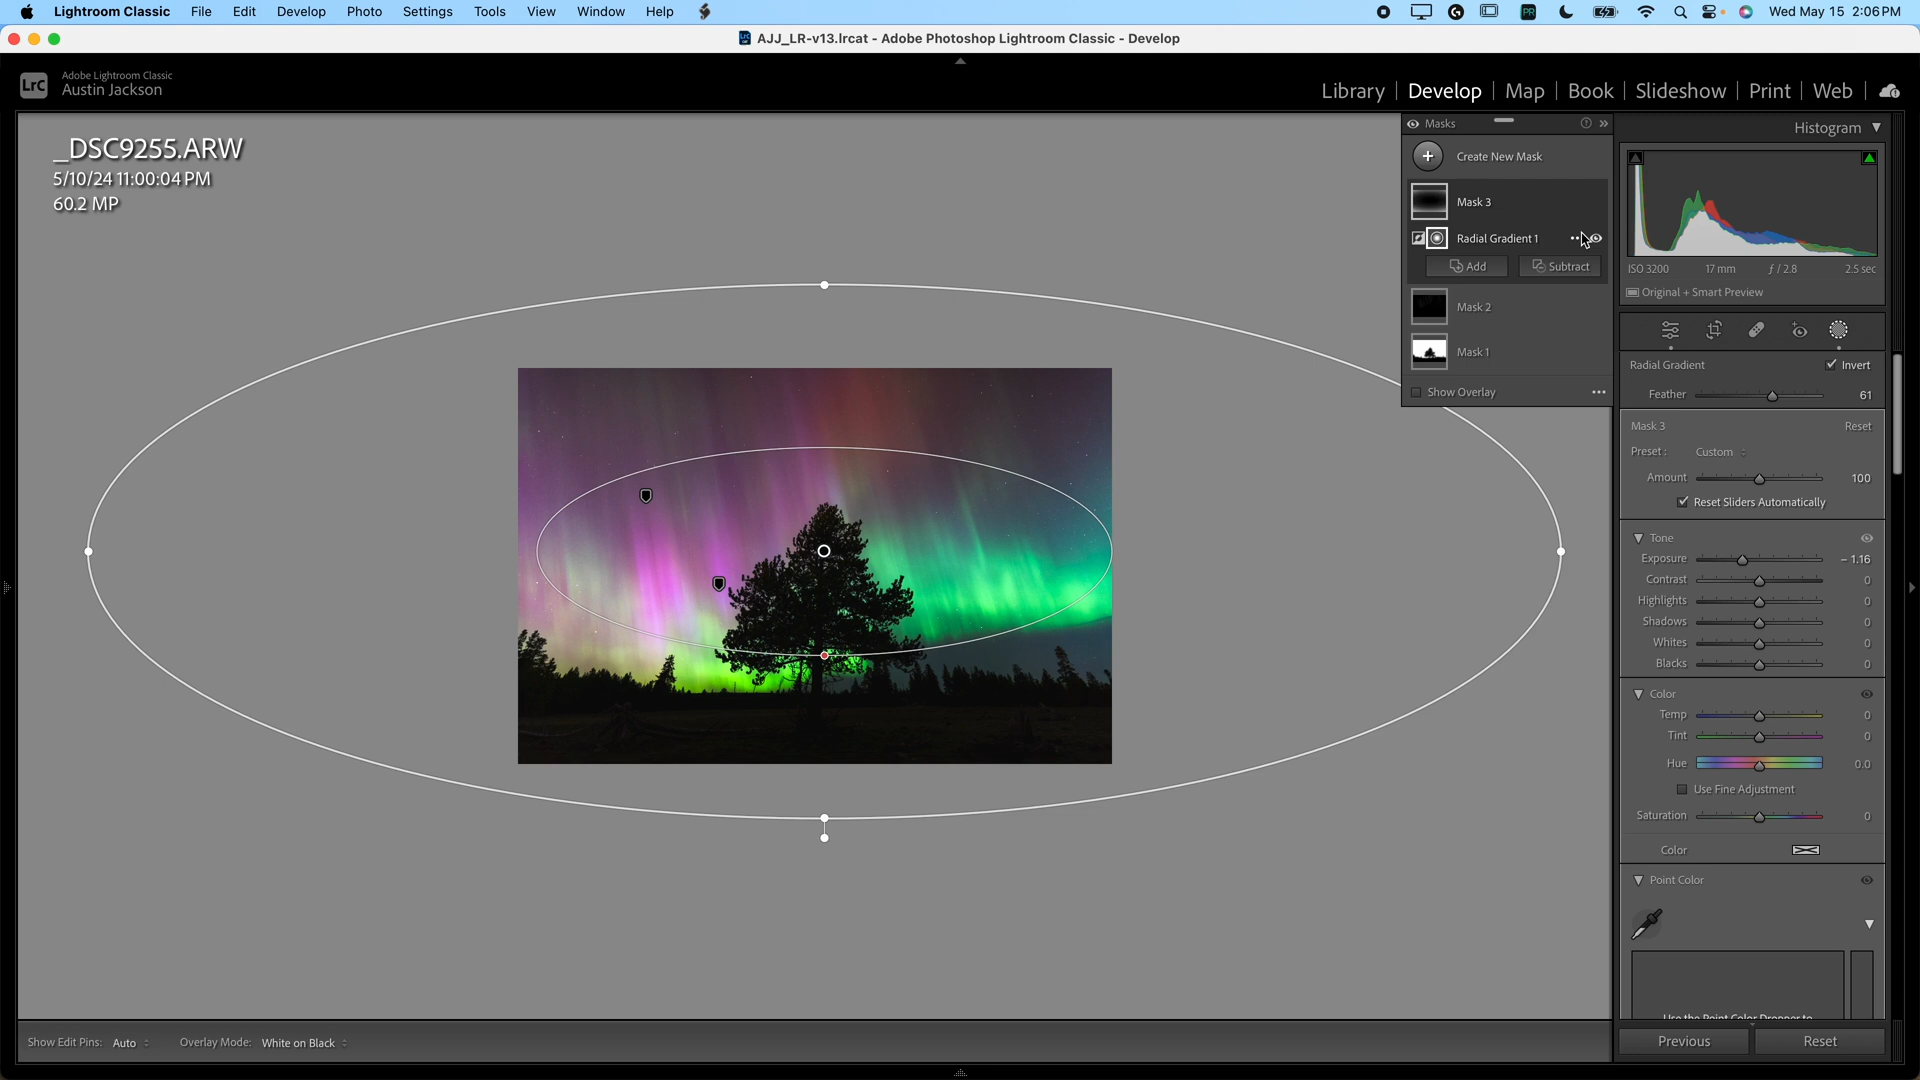 Lightroom Classic File Edit Develop Photo Settings Tools View Window Help Wed May 15 2:06 PM
AJJ_LR-v13.lrcat - Adobe Photoshop Lightroom Classic - Develop
LrC Adobe Lightroom Classic
Austin Jackson
Library | Develop | Map | Book | Slideshow | Print | Web
_DSC9255.ARW
5/10/24 11:00:04 PM
60.2 MP
Masks
Create New Mask
Mask 3
Radial Gradient 1
Add Subtract
Mask 2
Mask 1
Show Overlay
Histogram
ISO 3200 17 mm ƒ / 2.8 2.5 sec
Original + Smart Preview
Radial Gradient Invert
Feather 61
Mask 3 Reset
Preset : Custom
Amount 100
Reset Sliders Automatically
Tone
Exposure – 1.16
Contrast 0
Highlights 0
Shadows 0
Whites 0
Blacks 0
Color
Temp 0
Tint 0
Hue 0.0
Use Fine Adjustment
Saturation 0
Color
Point Color
Use the Point Color Dropper to
Previous Reset
Show Edit Pins: Auto Overlay Mode: White on Black